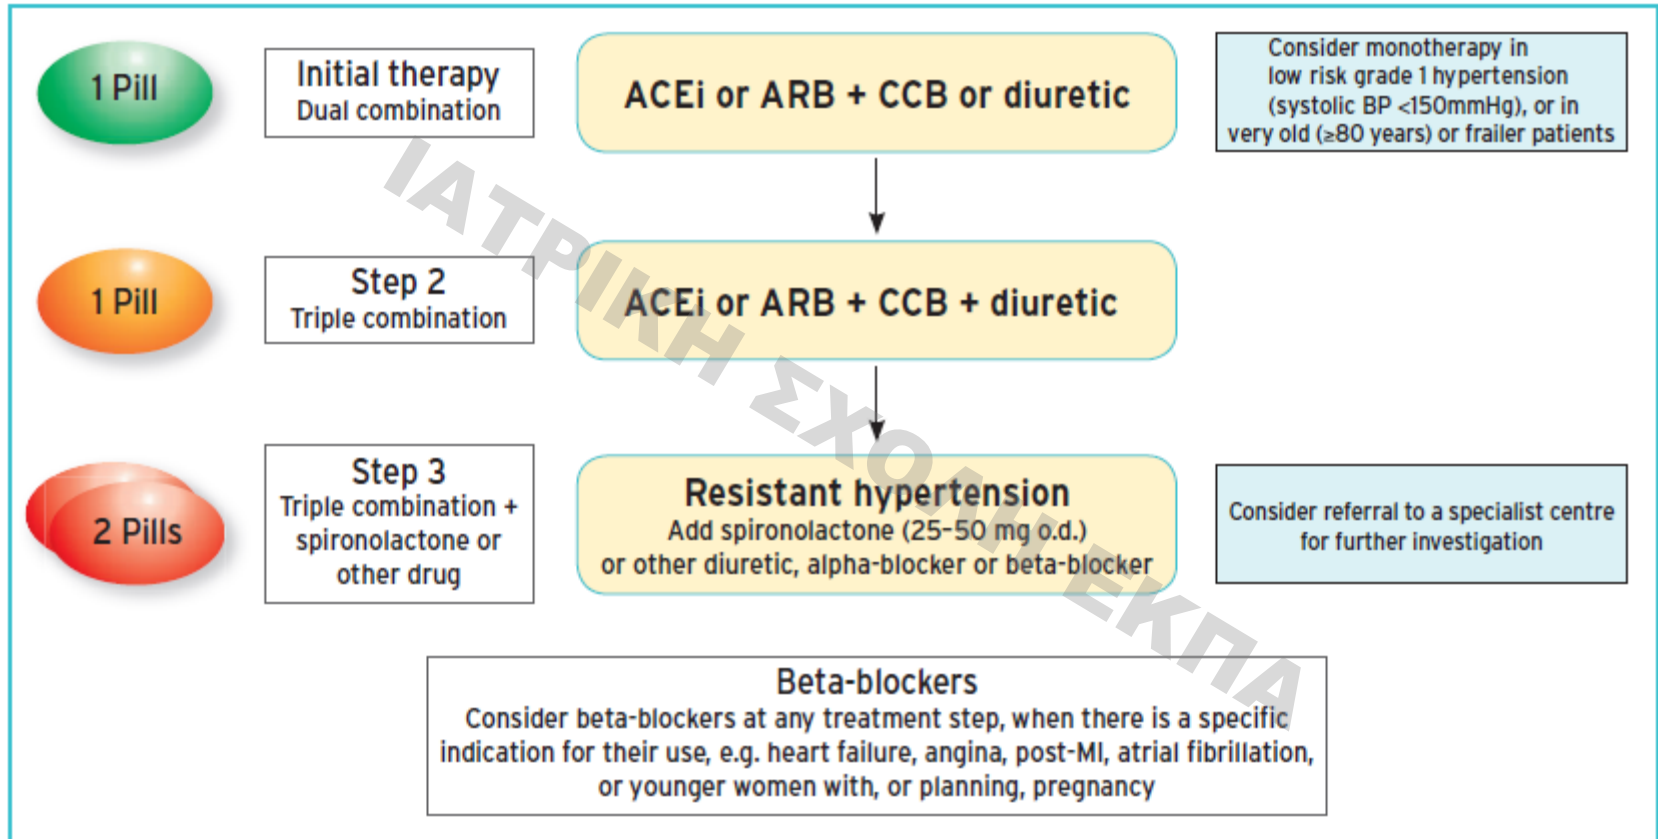 1 Pill
Initial therapy
Dual combination
ACEi or ARB + CCB or diuretic
Consider monotherapy in
low risk grade 1 hypertension
(systolic BP <150mmHg), or in
very old (≥80 years) or frailer patients
1 Pill
Step 2
Triple combination
ACEi or ARB + CCB + diuretic
2 Pills
Step 3
Triple combination +
spironolactone or
other drug
Resistant hypertension
Add spironolactone (25-50 mg o.d.)
or other diuretic, alpha-blocker or beta-blocker
Consider referral to a specialist centre
for further investigation
Beta-blockers
Consider beta-blockers at any treatment step, when there is a specific
indication for their use, e.g. heart failure, angina, post-MI, atrial fibrillation,
or younger women with, or planning, pregnancy
ΙΑΤΡΙΚΗ ΣΧΟΛΗ ΕΚΠΑ